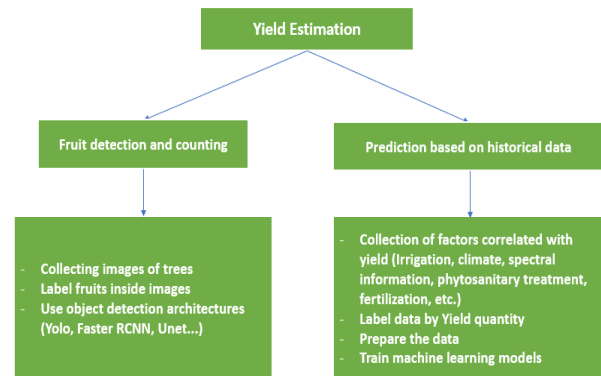 Yield Estimation
Fruit detection and counting
Prediction based on historical data
- Collecting images of trees
- Label fruits inside images
- Use object detection architectures
(Yolo, Faster RCNN, Unet...)
- Collection of factors correlated with
yield (Irrigation, climate, spectral
information, phytosanitary treatment,
fertilization, etc.)
- Label data by Yield quantity
- Prepare the data
- Train machine learning models